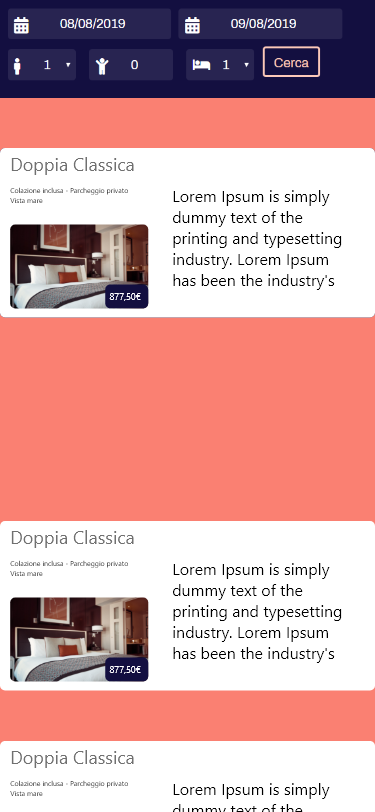 08/08/2019 09/08/2019
1 0 1 Cerca
Doppia Classica
Colazione inclusa - Parcheggio privato
Vista mare
877,50€
Lorem Ipsum is simply
dummy text of the
printing and typesetting
industry. Lorem Ipsum
has been the industry's
Doppia Classica
Colazione inclusa - Parcheggio privato
Vista mare
877,50€
Lorem Ipsum is simply
dummy text of the
printing and typesetting
industry. Lorem Ipsum
has been the industry's
Doppia Classica
Colazione inclusa - Parcheggio privato
Vista mare
Lorem Ipsum is simply
dummy text of the